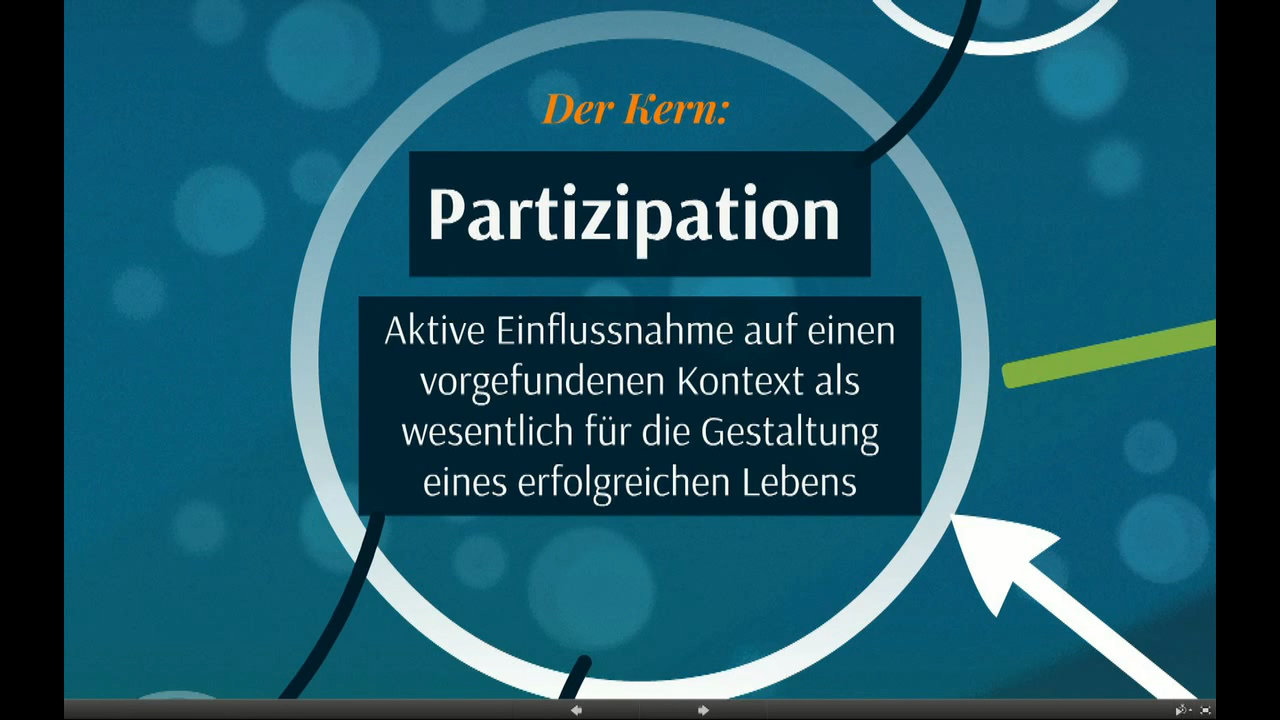 Der Kern:
Partizipation
Aktive Einflussnahme auf einen
vorgefundenen Kontext als
wesentlich für die Gestaltung
eines erfolgreichen Lebens